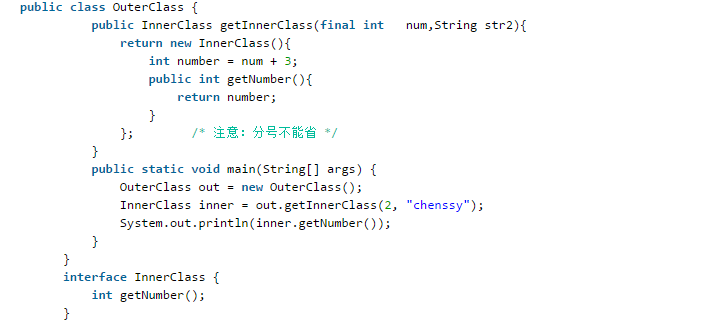 public class OuterClass {
public InnerClass getInnerClass(final int   num,String str2){
return new InnerClass(){
int number = num + 3;
public int getNumber(){
return number;
}
};        /* 注意：分号不能省 */
}
public static void main(String[] args) {
OuterClass out = new OuterClass();
InnerClass inner = out.getInnerClass(2, "chenssy");
System.out.println(inner.getNumber());
}
}
interface InnerClass {
int getNumber();
}